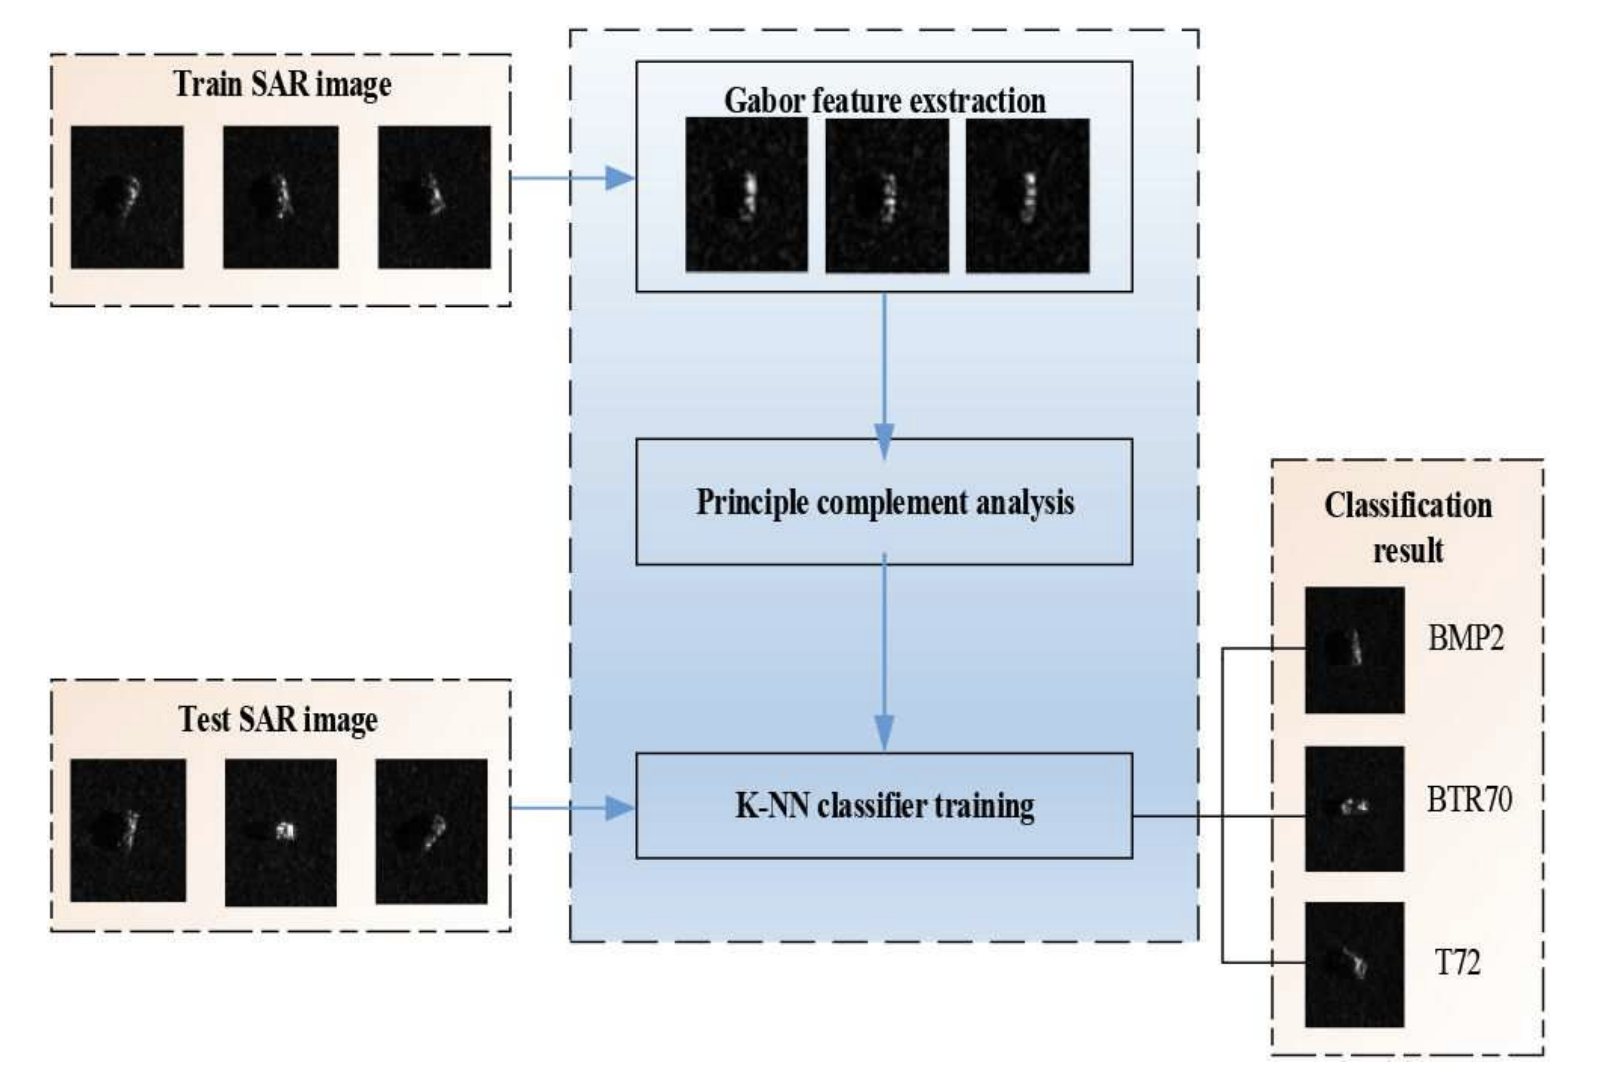 Train SAR image
Gabor feature exstraction
Principle complement analysis
Test SAR image
K-NN classifier training
Classification
result
BMP2
BTR70
T72